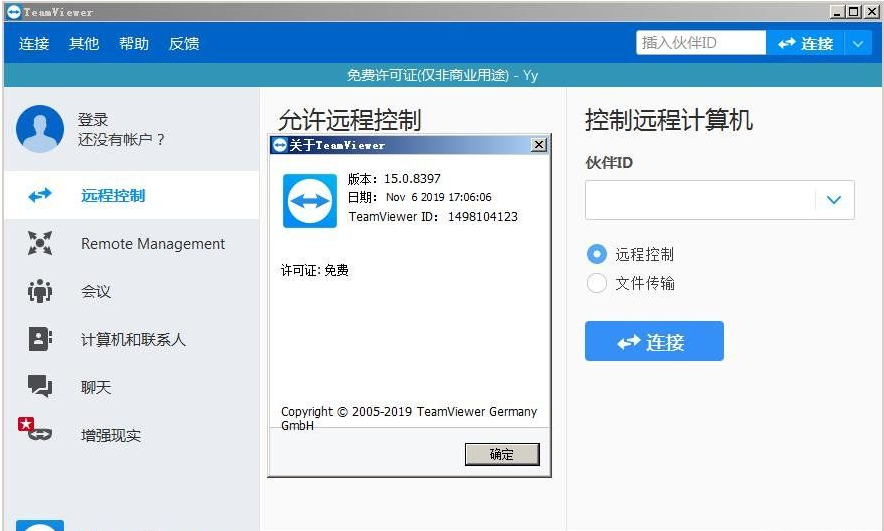 TeamViewer
连接 其他 帮助 反馈 插入伙伴ID 连接
免费许可证(仅非商业用途) - Yy
登录
还没有帐户？
远程控制
Remote Management
会议
计算机和联系人
聊天
增强现实
允许远程控制
关于TeamViewer
版本： 15.0.8397
日期： Nov 6 2019 17:06:06
TeamViewer ID： 1498104123
许可证: 免费
Copyright © 2005-2019 TeamViewer Germany
GmbH
确定
控制远程计算机
伙伴ID
远程控制
文件传输
连接